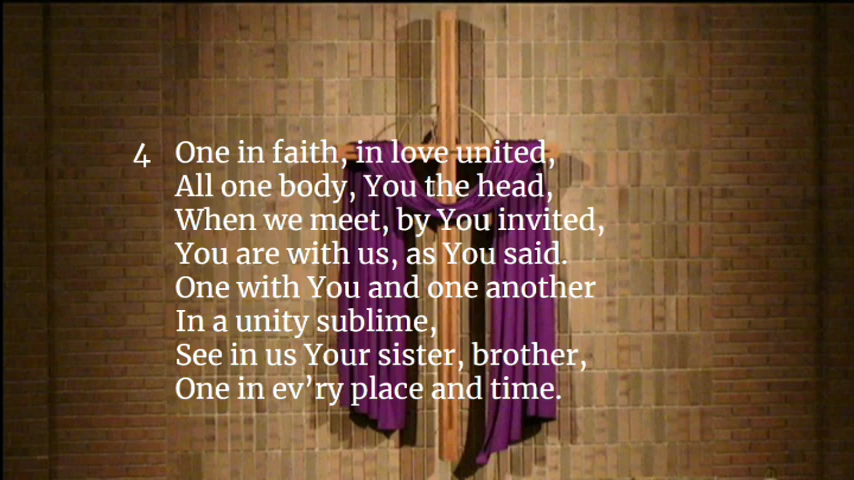 4 One in faith, in love united,
All one body, You the head,
When we meet, by You invited,
You are with us, as You said.
One with You and one another
In a unity sublime,
See in us Your sister, brother,
One in ev’ry place and time.